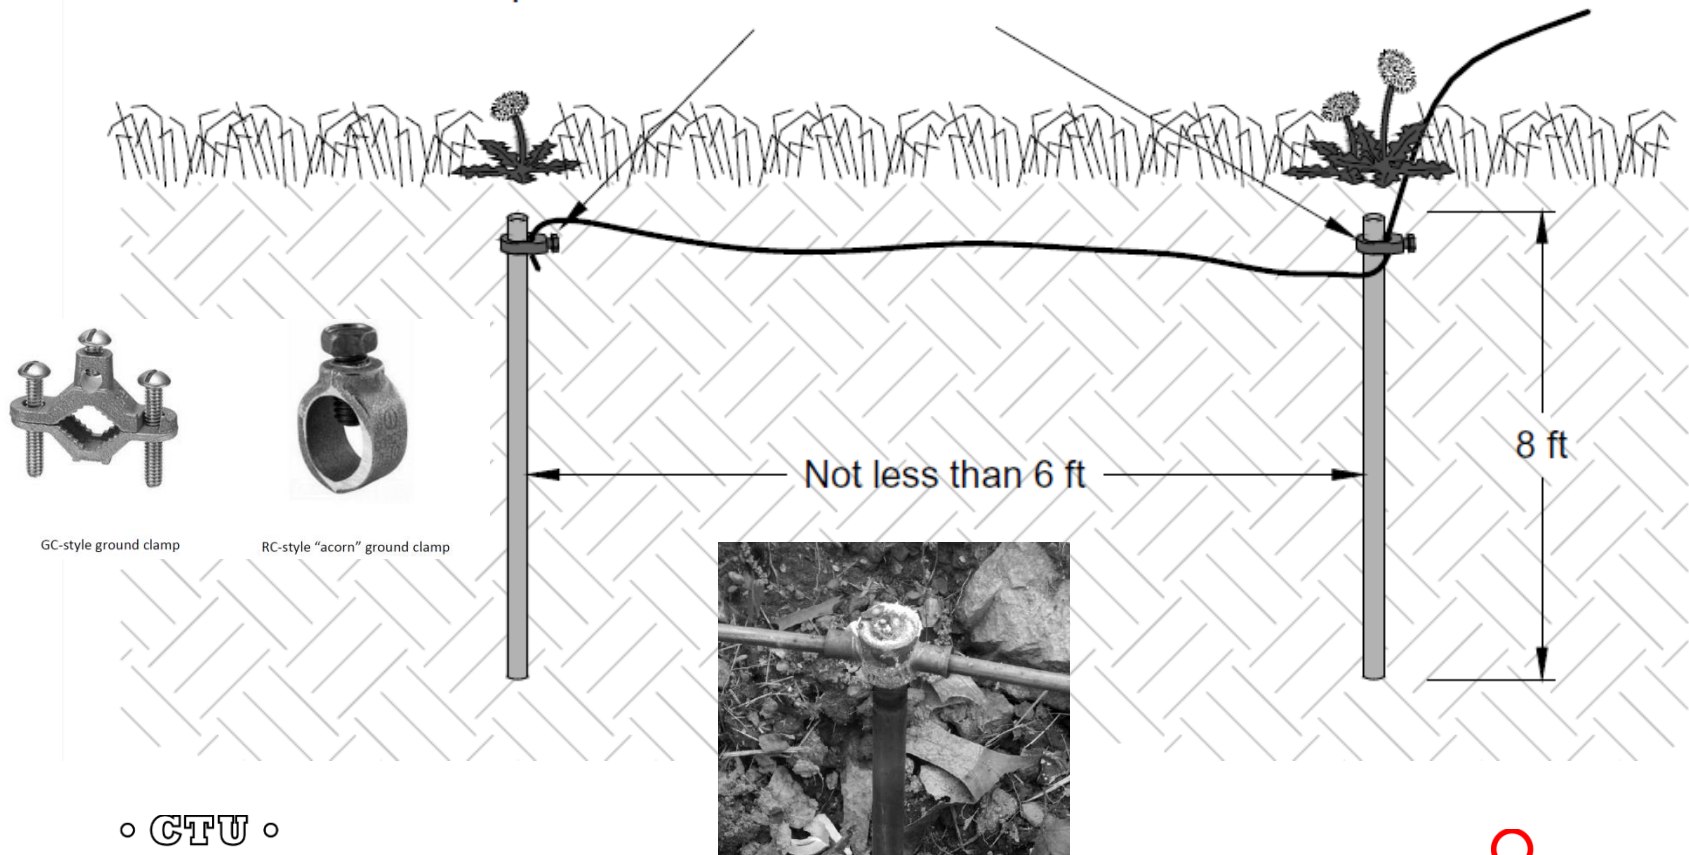 8 ft
Not less than 6 ft
GC-style ground clamp
RC-style “acorn” ground clamp
◦ CTU ◦